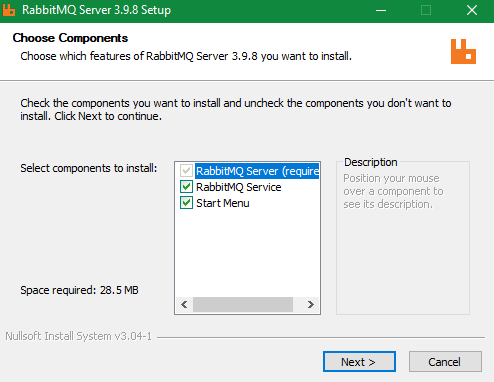 RabbitMQ Server 3.9.8 Setup
Choose Components
Choose which features of RabbitMQ Server 3.9.8 you want to install.
Check the components you want to install and uncheck the components you don't want to
install. Click Next to continue.
Select components to install:
RabbitMQ Server (require
RabbitMQ Service
Start Menu
Description
Position your mouse
over a component to
see its description.
Space required: 28.5 MB
Nullsoft Install System v3.04-1
Next >
Cancel